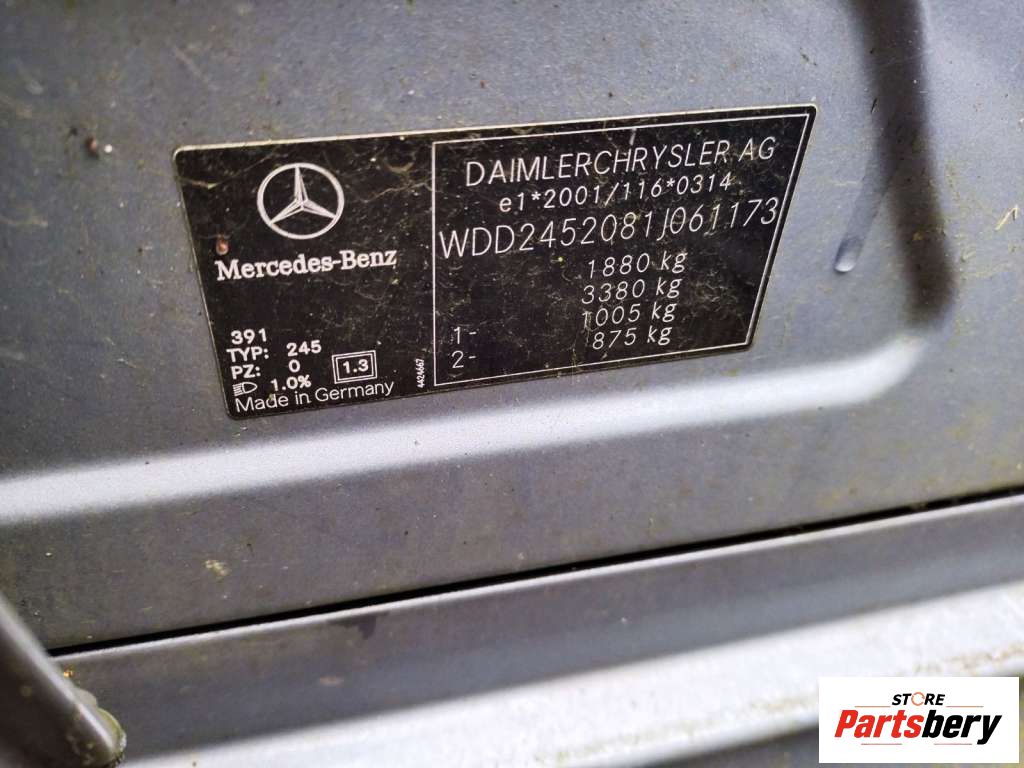 Mercedes-Benz
391
TYP: 245
PZ: 0
1.0%
1.3
Made in Germany
4424667
DAIMLERCHRYSLER AG
e1*2001/116*0314
WDD2452081J061173
1880 kg
3380 kg
1- 1005 kg
2- 875 kg
STORE
Partsbery